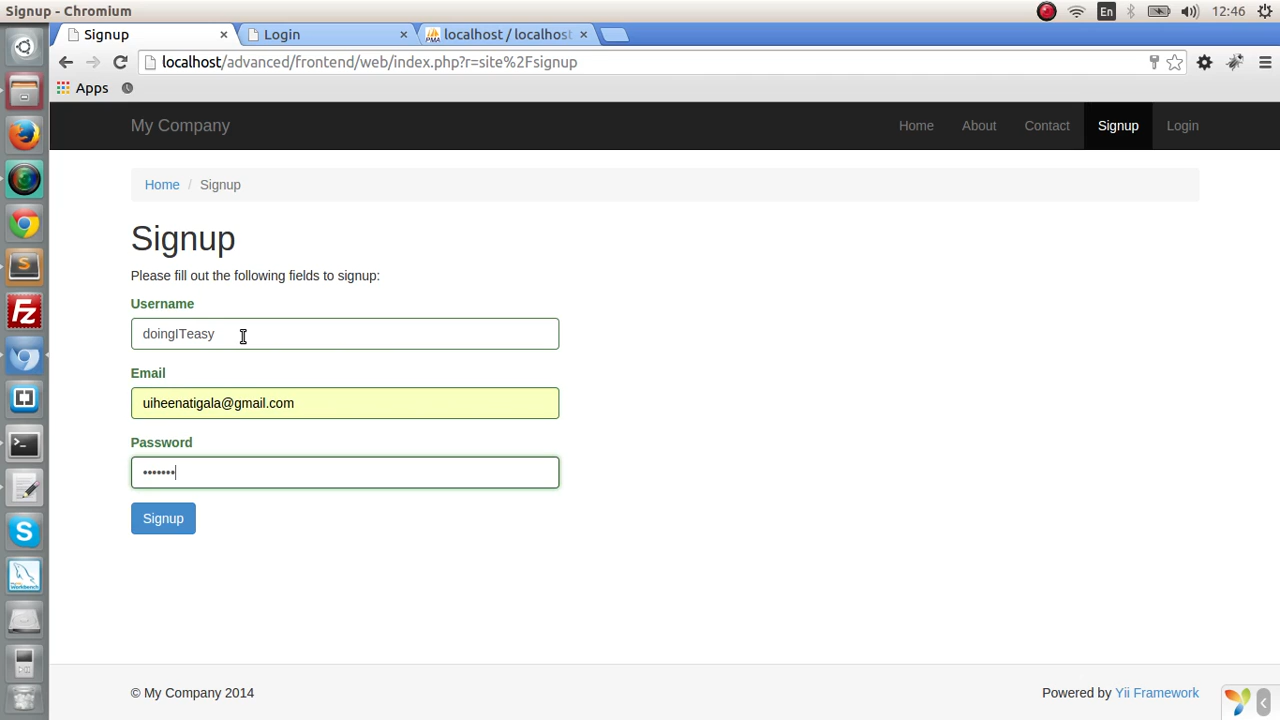 Signup - Chromium
En
12:46
Signup
Login
PMA
localhost / localhost
localhost/advanced/frontend/web/index.php?r=site%2Fsignup
Apps
My Company
Home
About
Contact
Signup
Login
Home / Signup
Signup
Please fill out the following fields to signup:
Username
doingITeasy
Email
uiheenatigala@gmail.com
Password
•••••••
Signup
© My Company 2014
Powered by Yii Framework